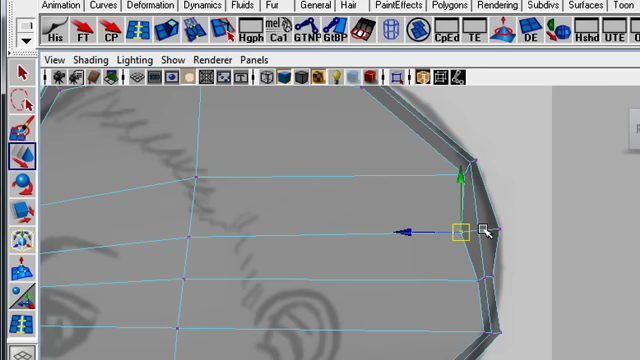 Animation Curves Deformation Dynamics Fluids Fur General Hair PaintEffects Polygons Rendering Subdivs Surfaces Toon
His FT CP Hgph Ca1 GTNP GtBP CpEd TE DE Hshd UTE
View Shading Lighting Show Renderer Panels
R